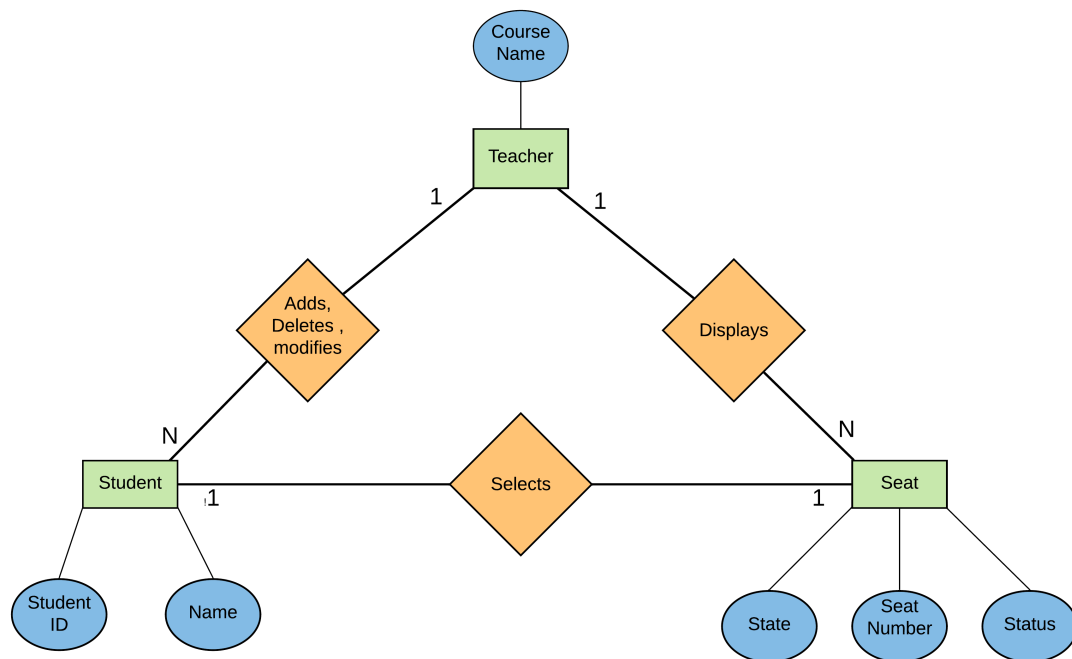 Course
Name
Teacher
1
1
Adds,
Deletes ,
modifies
Displays
N
N
Student
Selects
Seat
!1
1
Student
ID
Name
State
Seat
Number
Status